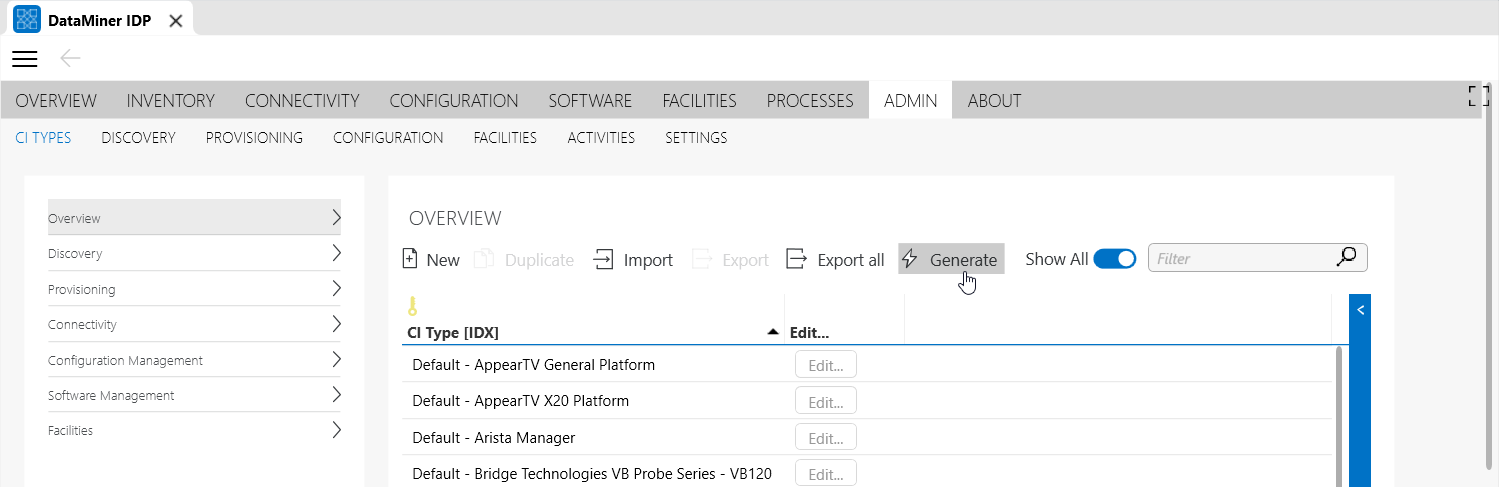 DataMiner IDP
OVERVIEW INVENTORY CONNECTIVITY CONFIGURATION SOFTWARE FACILITIES PROCESSES ADMIN ABOUT
CI TYPES DISCOVERY PROVISIONING CONFIGURATION FACILITIES ACTIVITIES SETTINGS
Overview
Discovery
Provisioning
Connectivity
Configuration Management
Software Management
Facilities
OVERVIEW
New Duplicate Import Export Export all Generate Show All Filter
CI Type [IDX] Edit...
Default - AppearTV General Platform Edit...
Default - AppearTV X20 Platform Edit...
Default - Arista Manager Edit...
Default - Bridge Technologies VB Probe Series - VB120 Edit...